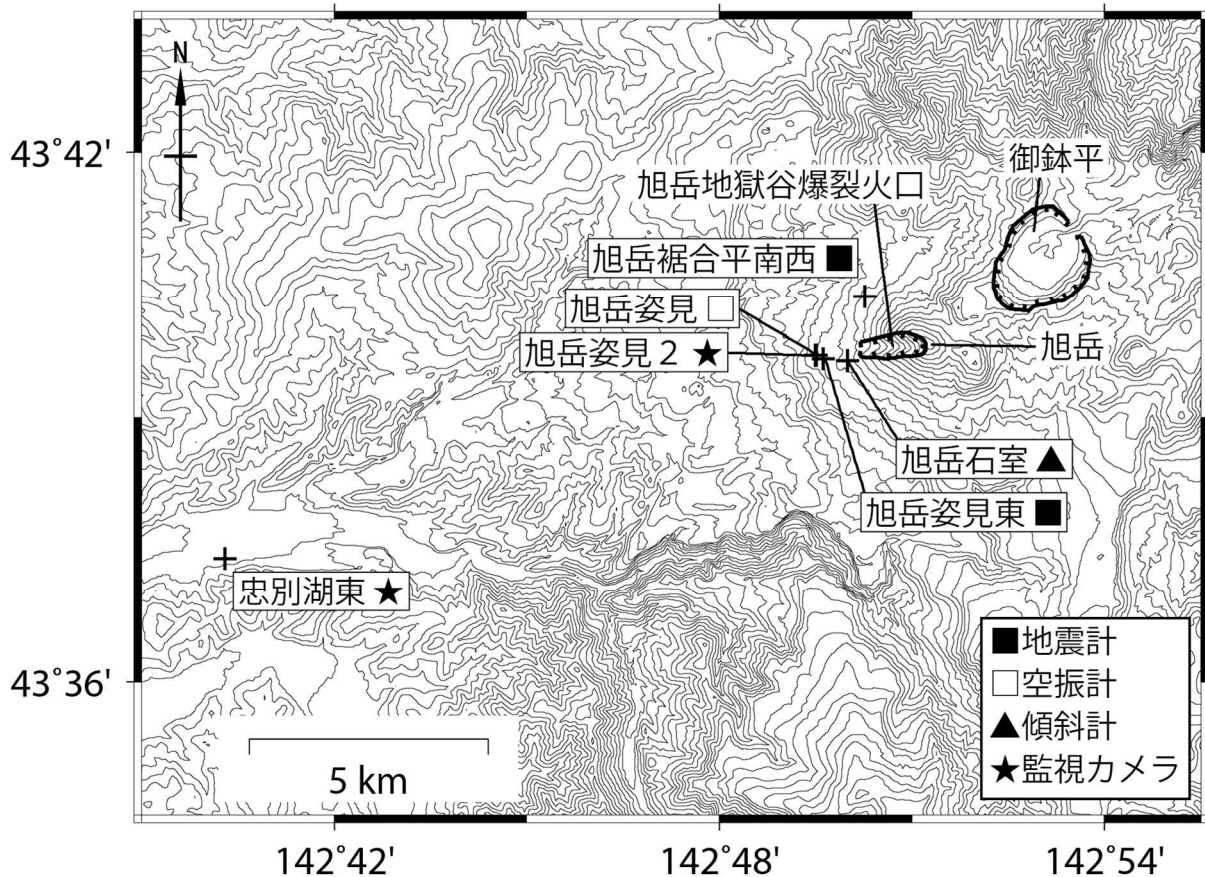 N
43°42'
御鉢平
旭岳地獄谷爆裂火口
旭岳裾合平南西 ■
旭岳姿見 □
旭岳姿見２ ★
旭岳
旭岳石室 ▲
旭岳姿見東 ■
忠別湖東 ★
43°36'
■地震計
□空振計
▲傾斜計
★監視カメラ
5 km
142°42'
142°48'
142°54'